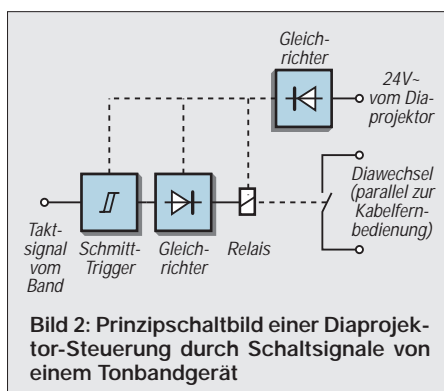 Gleich-
richter
24V~
vom Dia-
projektor
Diawechsel
(parallel zur
Kabelfern-
bedienung)
Takt-
signal
vom
Band
Schmitt-
Trigger
Gleich-
richter
Relais
Bild 2: Prinzipschaltbild einer Diaprojek-
tor-Steuerung durch Schaltsignale von
einem Tonbandgerät